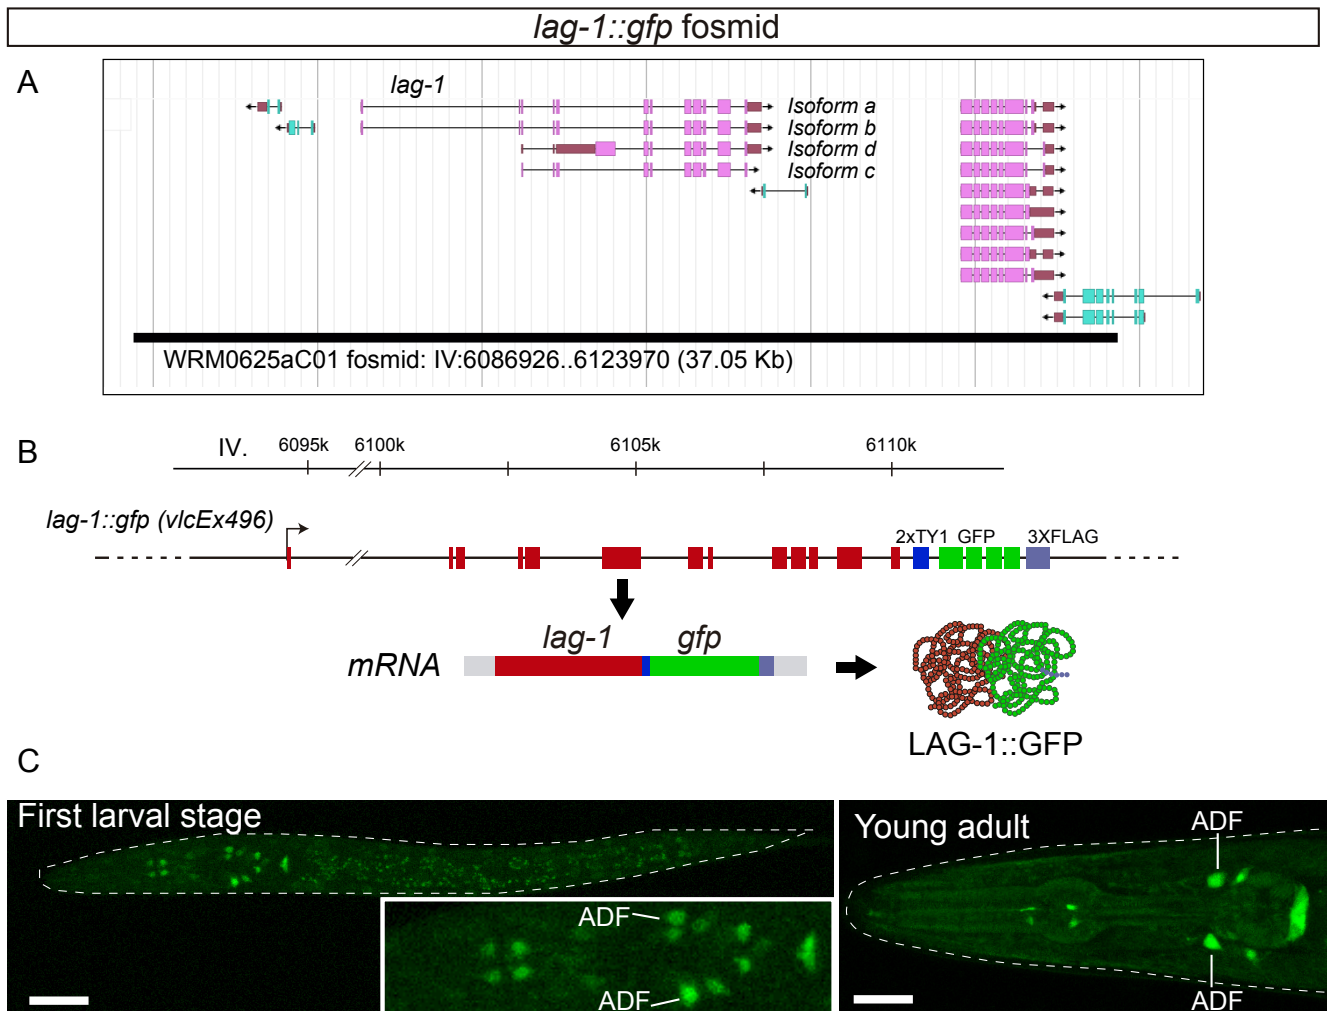 lag-1::gfp fosmid
A
lag-1
Isoform a
Isoform b
Isoform d
Isoform c
WRM0625aC01 fosmid: IV:6086926..6123970 (37.05 Kb)
B
IV. 6095k 6100k 6105k 6110k
lag-1::gfp (vlcEx496)
2xTY1 GFP 3XFLAG
lag-1 gfp
mRNA
LAG-1::GFP
C
First larval stage
ADF
ADF
Young adult
ADF
ADF